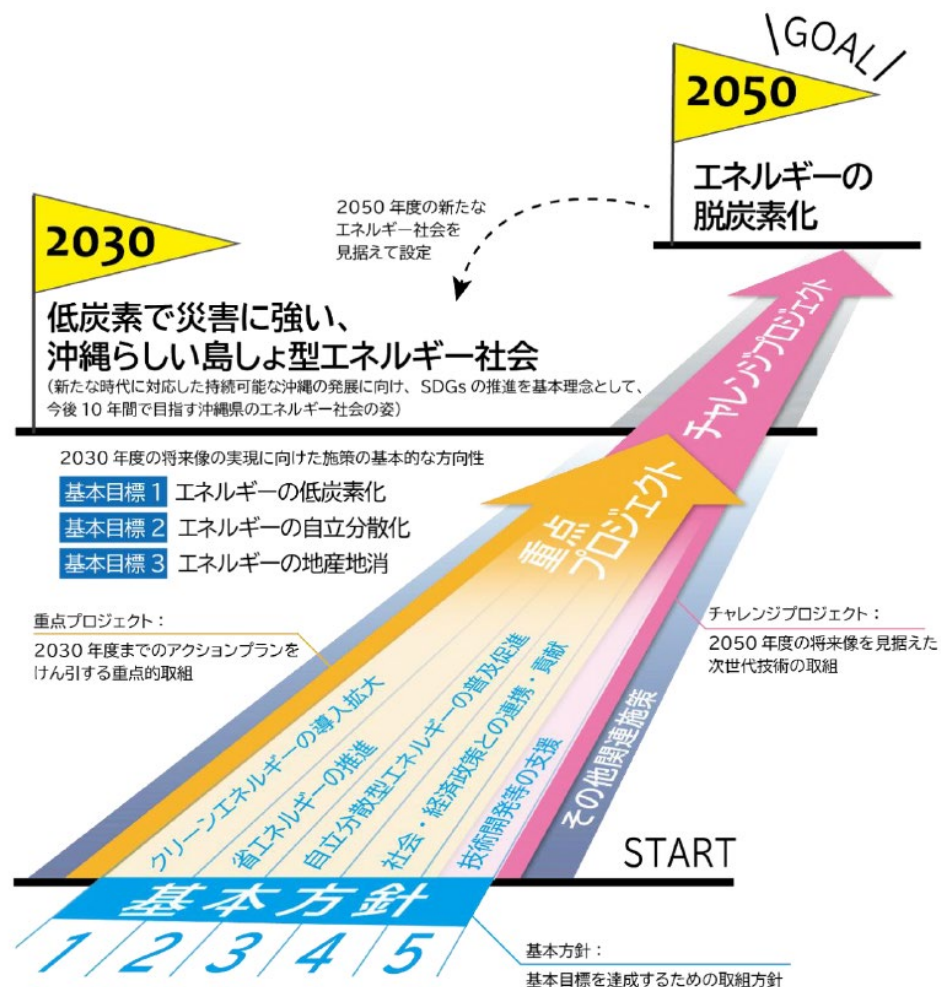 GOAL
2050
エネルギーの
脱炭素化
2050 年度の新たな
エネルギー社会を
見据えて設定
2030
低炭素で災害に強い、
沖縄らしい島しょ型エネルギー社会
(新たな時代に対応した持続可能な沖縄の発展に向け、SDGs の推進を基本理念として、
今後 10 年間で目指す沖縄県のエネルギー社会の姿)
2030 年度の将来像の実現に向けた施策の基本的な方向性
基本目標 1 エネルギーの低炭素化
基本目標 2 エネルギーの自立分散化
基本目標 3 エネルギーの地産地消
チャレンジプロジェクト
重点
プロジェクト
重点プロジェクト：
2030 年度までのアクションプランを
けん引する重点的取組
チャレンジプロジェクト：
2050 年度の将来像を見据えた
次世代技術の取組
クリーンエネルギーの導入拡大
省エネルギーの推進
自立分散型エネルギーの普及促進
社会・経済政策との連携・貢献
技術開発等の支援
その他関連施策
START
基本方針
1 2 3 4 5
基本方針：
基本目標を達成するための取組方針